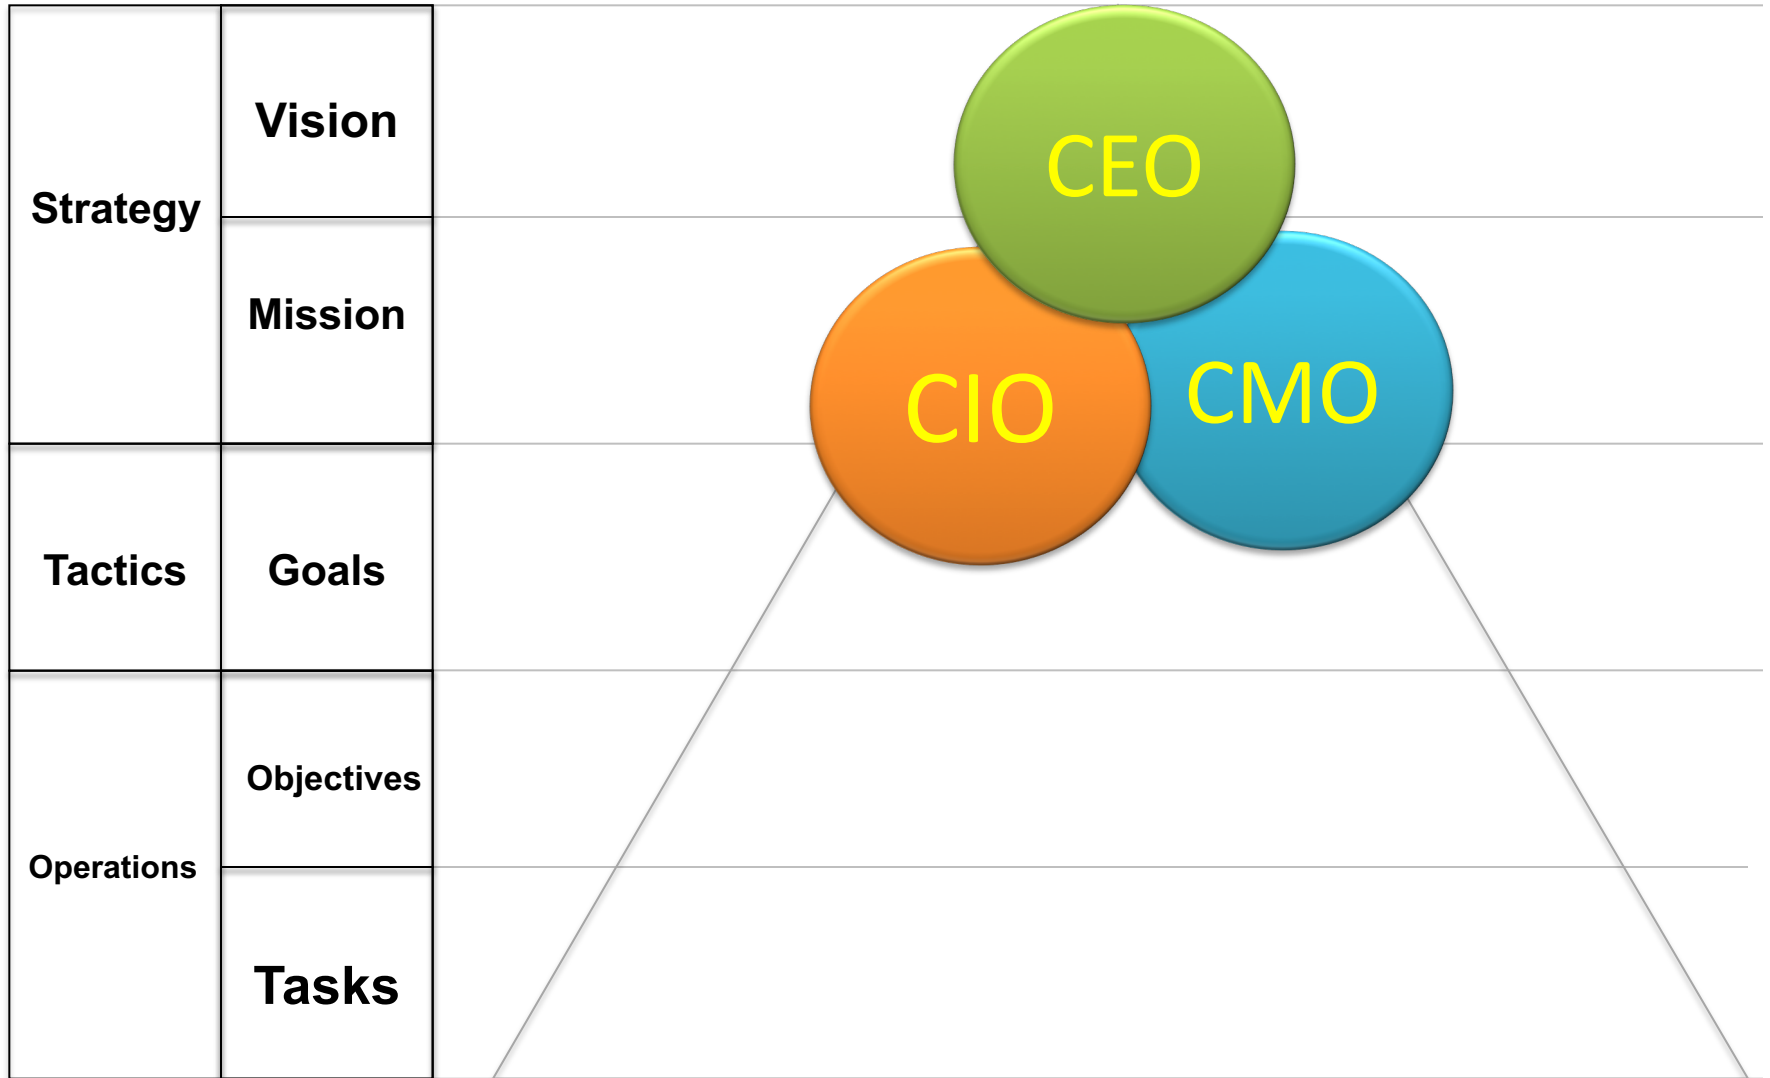 Strategy
Vision
Mission
Tactics
Goals
Operations
Objectives
Tasks
CEO
CIO
CMO